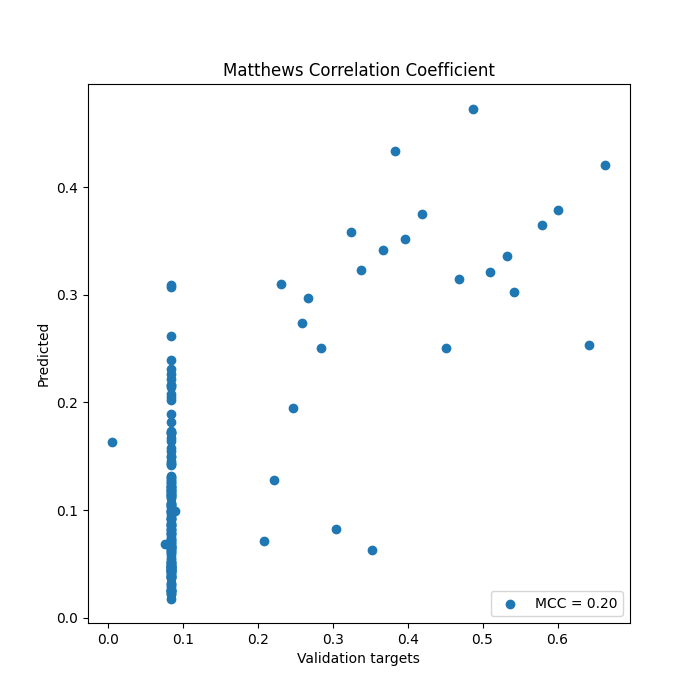 Matthews Correlation Coefficient
0.4
0.3
0.2
0.1
0.0
Predicted
MCC = 0.20
0.0 0.1 0.2 0.3 0.4 0.5 0.6
Validation targets